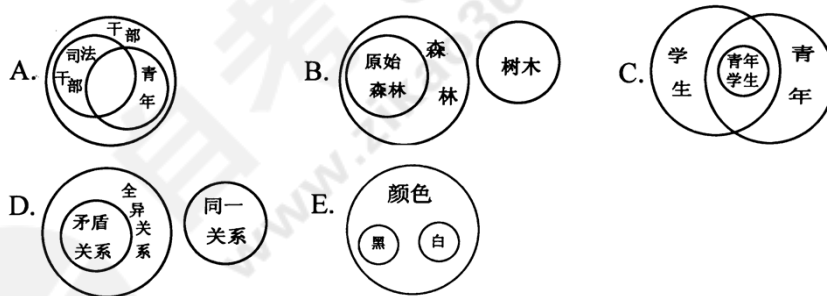 A.
干部
司法
干部
青年
B.
原始
森林
森林
树木
C.
学生
青年
学生
青年
D.
矛盾
关系
全异关系
同一
关系
E.
颜色
黑
白